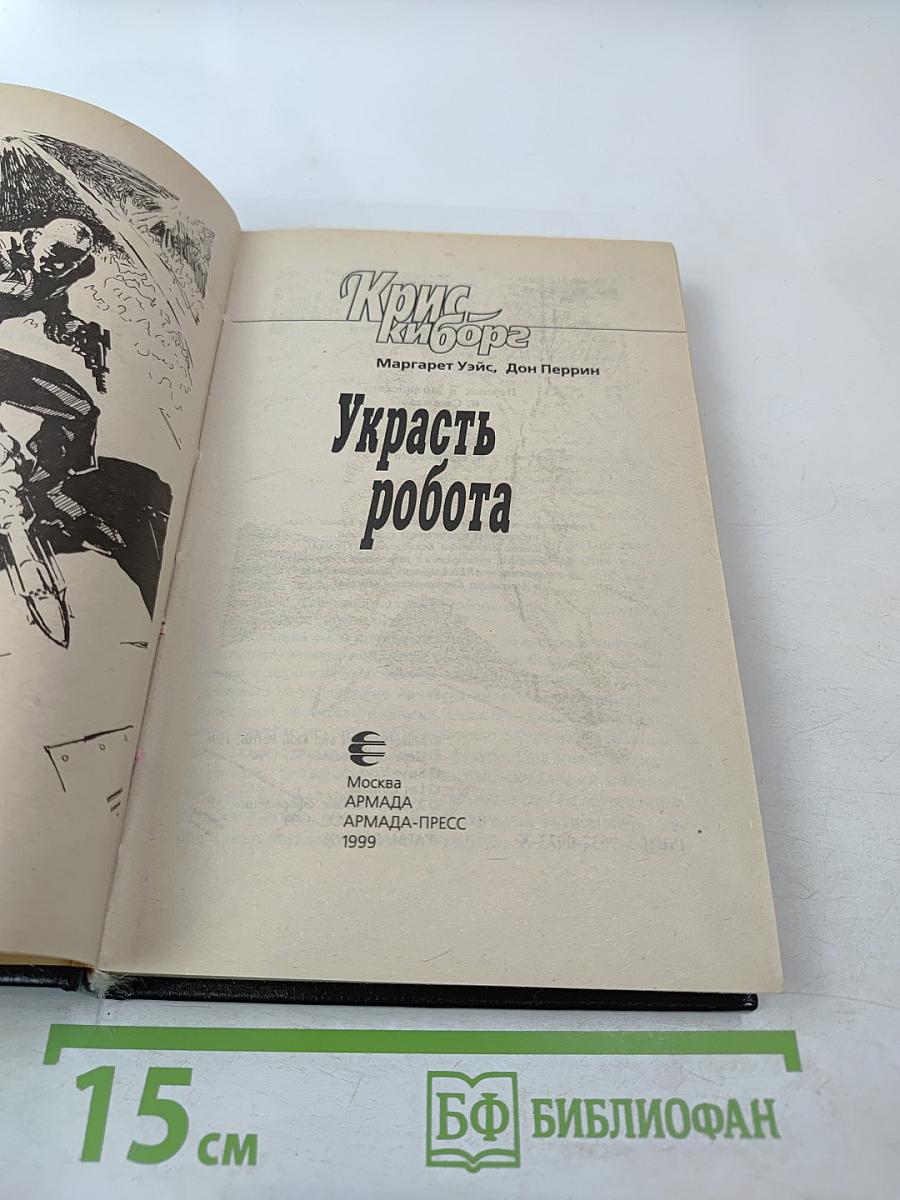 Крис
киборг
Маргарет Уэйс, Дон Перрин
Украсть
робота
Москва
АРМАДА
АРМАДА-ПРЕСС
1999
15 см
БФ БИБЛИОФАН